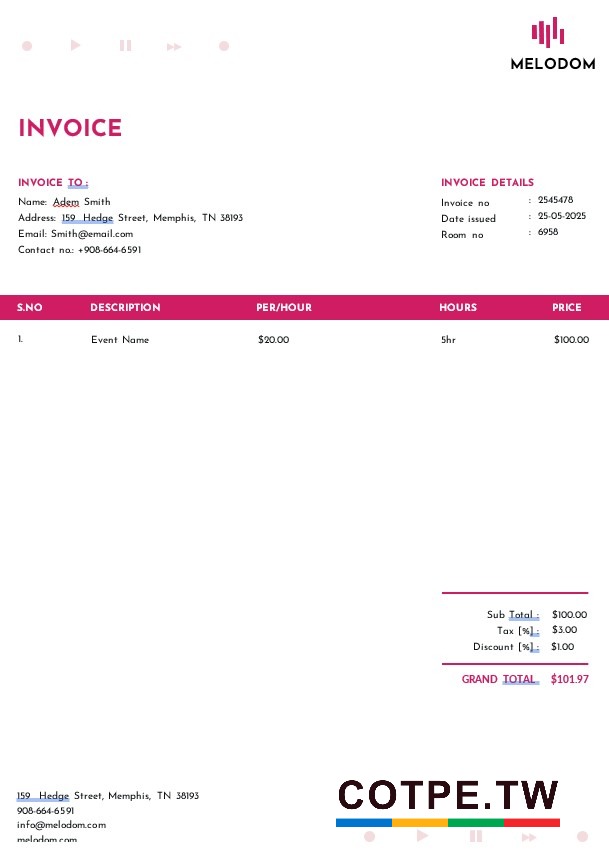 MELODOM
INVOICE
INVOICE TO :
Name: Adem Smith
Address: 159 Hedge Street, Memphis, TN 38193
Email: Smith@email.com
Contact no.: +908-664-6591
INVOICE DETAILS
Invoice no : 2545478
Date issued : 25-05-2025
Room no : 6958
S.NO DESCRIPTION PER/HOUR HOURS PRICE
1. Event Name $20.00 5hr $100.00
Sub Total : $100.00
Tax [%] : $3.00
Discount [%] : $1.00
GRAND TOTAL $101.97
159 Hedge Street, Memphis, TN 38193
908-664-6591
info@melodom.com
melodom.com
COTPE.TW